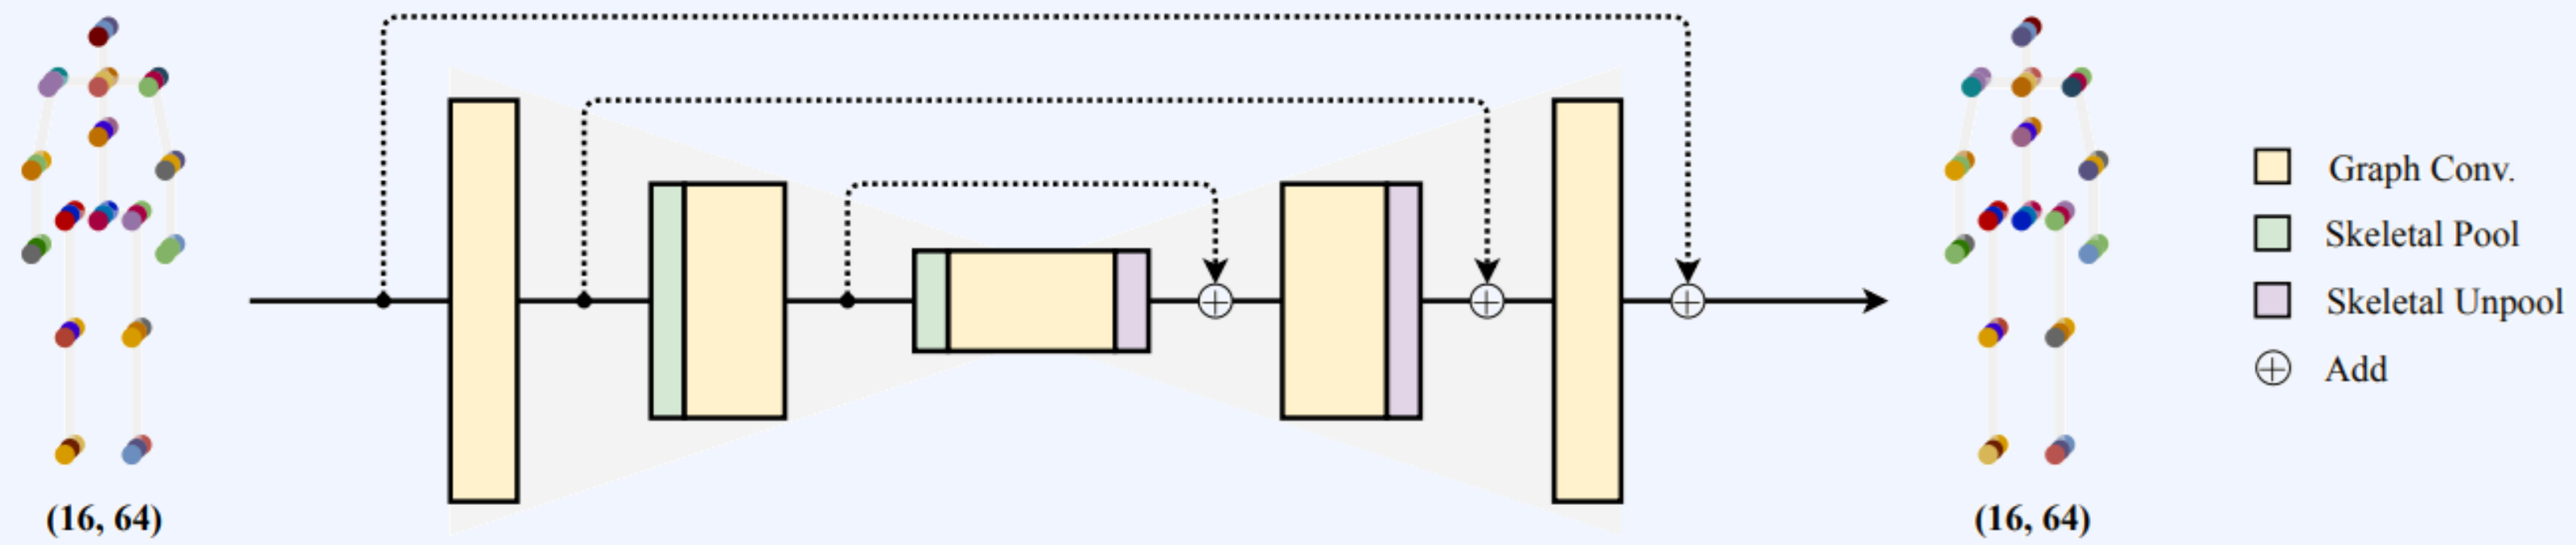 (16, 64)
(16, 64)
Graph Conv.
Skeletal Pool
Skeletal Unpool
Add